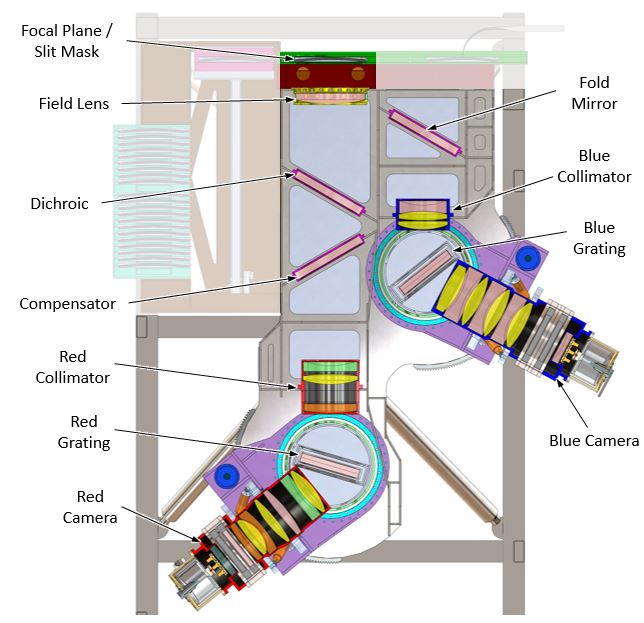 Focal Plane /
Slit Mask
Field Lens
Fold
Mirror
Dichroic
Blue
Collimator
Blue
Grating
Compensator
Red
Collimator
Red
Grating
Blue Camera
Red
Camera